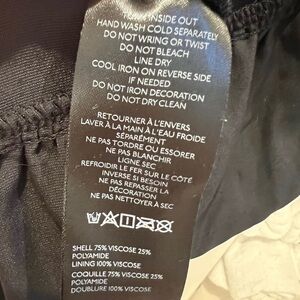 TURN INSIDE OUT
HAND WASH COLD SEPARATELY
DO NOT WRING OR TWIST
DO NOT BLEACH
LINE DRY
COOL IRON ON REVERSE SIDE
IF NEEDED
DO NOT IRON DECORATION
DO NOT DRY CLEAN
RETOURNER À L'ENVERS
LAVER À LA MAIN À L'EAU FROIDE
SÉPARÉMENT
NE PAS TORDRE OU ESSORER
NE PAS BLANCHIR
LIGNE SEC
REFROIDIR LE FER SUR LE CÔTÉ
INVERSE SI BESOIN
NE PAS REPASSER LA
DÉCORATION
NE PAS NETTOYER À SEC
SHELL 75% VISCOSE 25%
POLYAMIDE
LINING 100% VISCOSE
COQUILLE 75% VISCOSE 25%
POLYAMIDE
DOUBLURE 100% VISCOSE